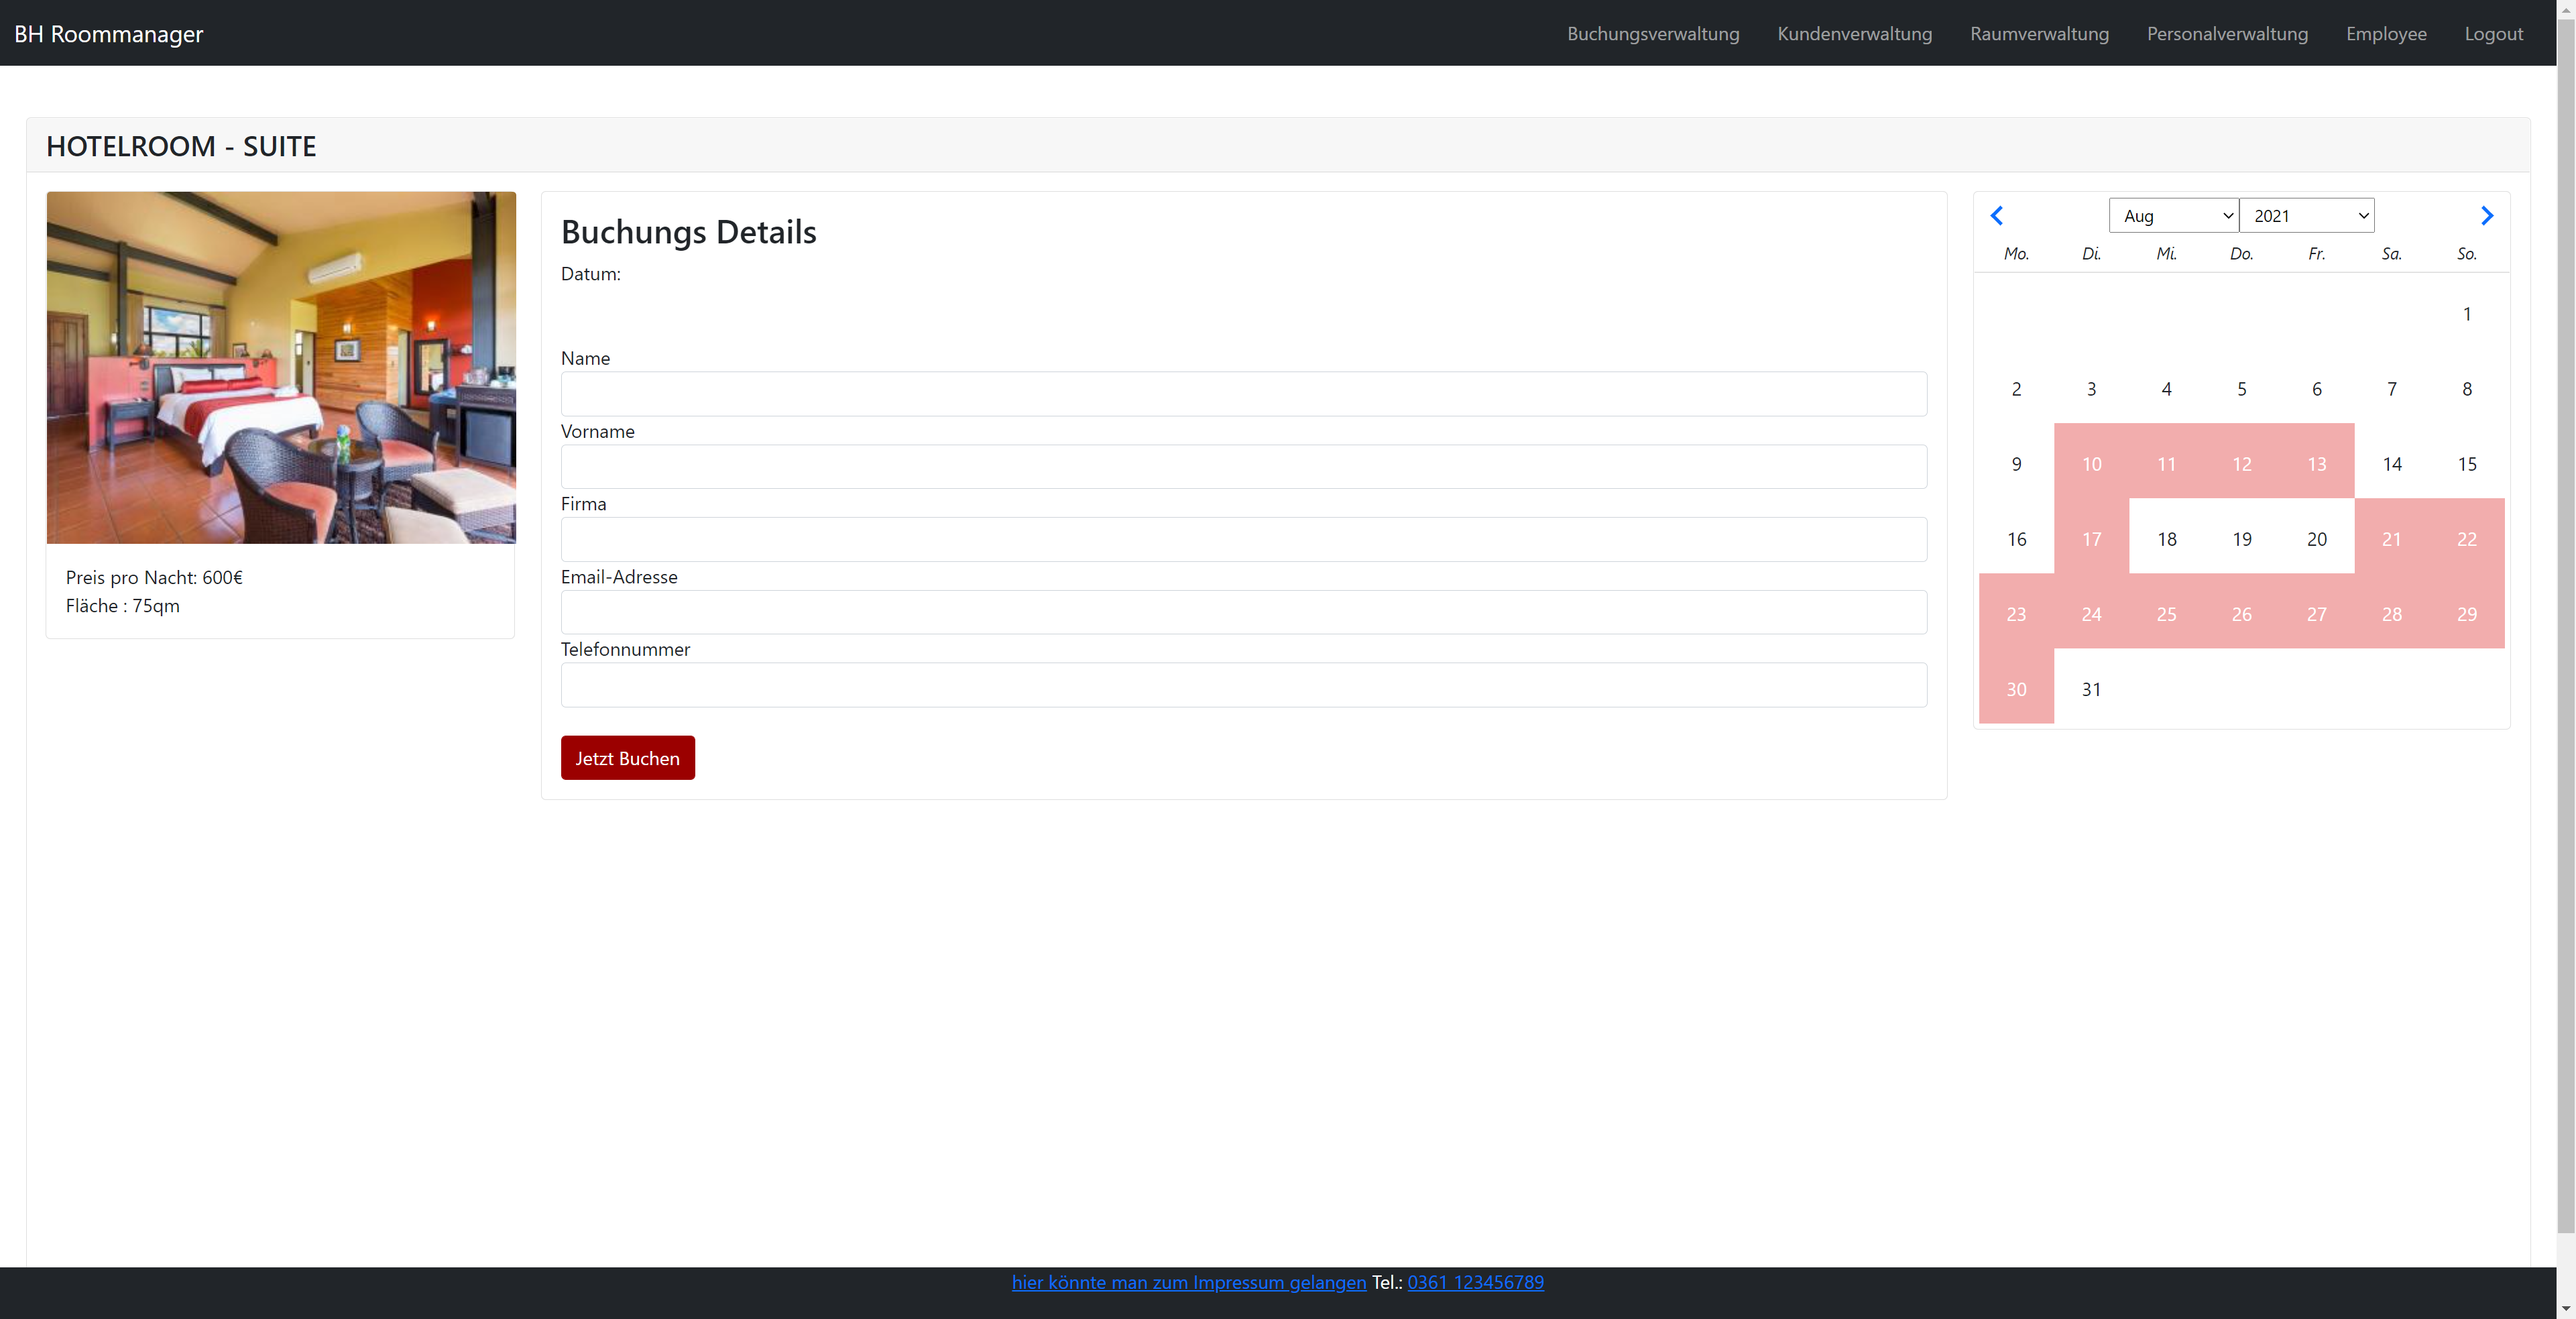 BH Roommanager
Buchungsverwaltung Kundenverwaltung Raumverwaltung Personalverwaltung Employee Logout
HOTELROOM - SUITE
Preis pro Nacht: 600€
Fläche : 75qm
Buchungs Details
Datum:
Name
Vorname
Firma
Email-Adresse
Telefonnummer
Jetzt Buchen
Aug 2021
Mo. Di. Mi. Do. Fr. Sa. So.
1
2 3 4 5 6 7 8
9 10 11 12 13 14 15
16 17 18 19 20 21 22
23 24 25 26 27 28 29
30 31
hier könnte man zum Impressum gelangen Tel.: 0361 123456789